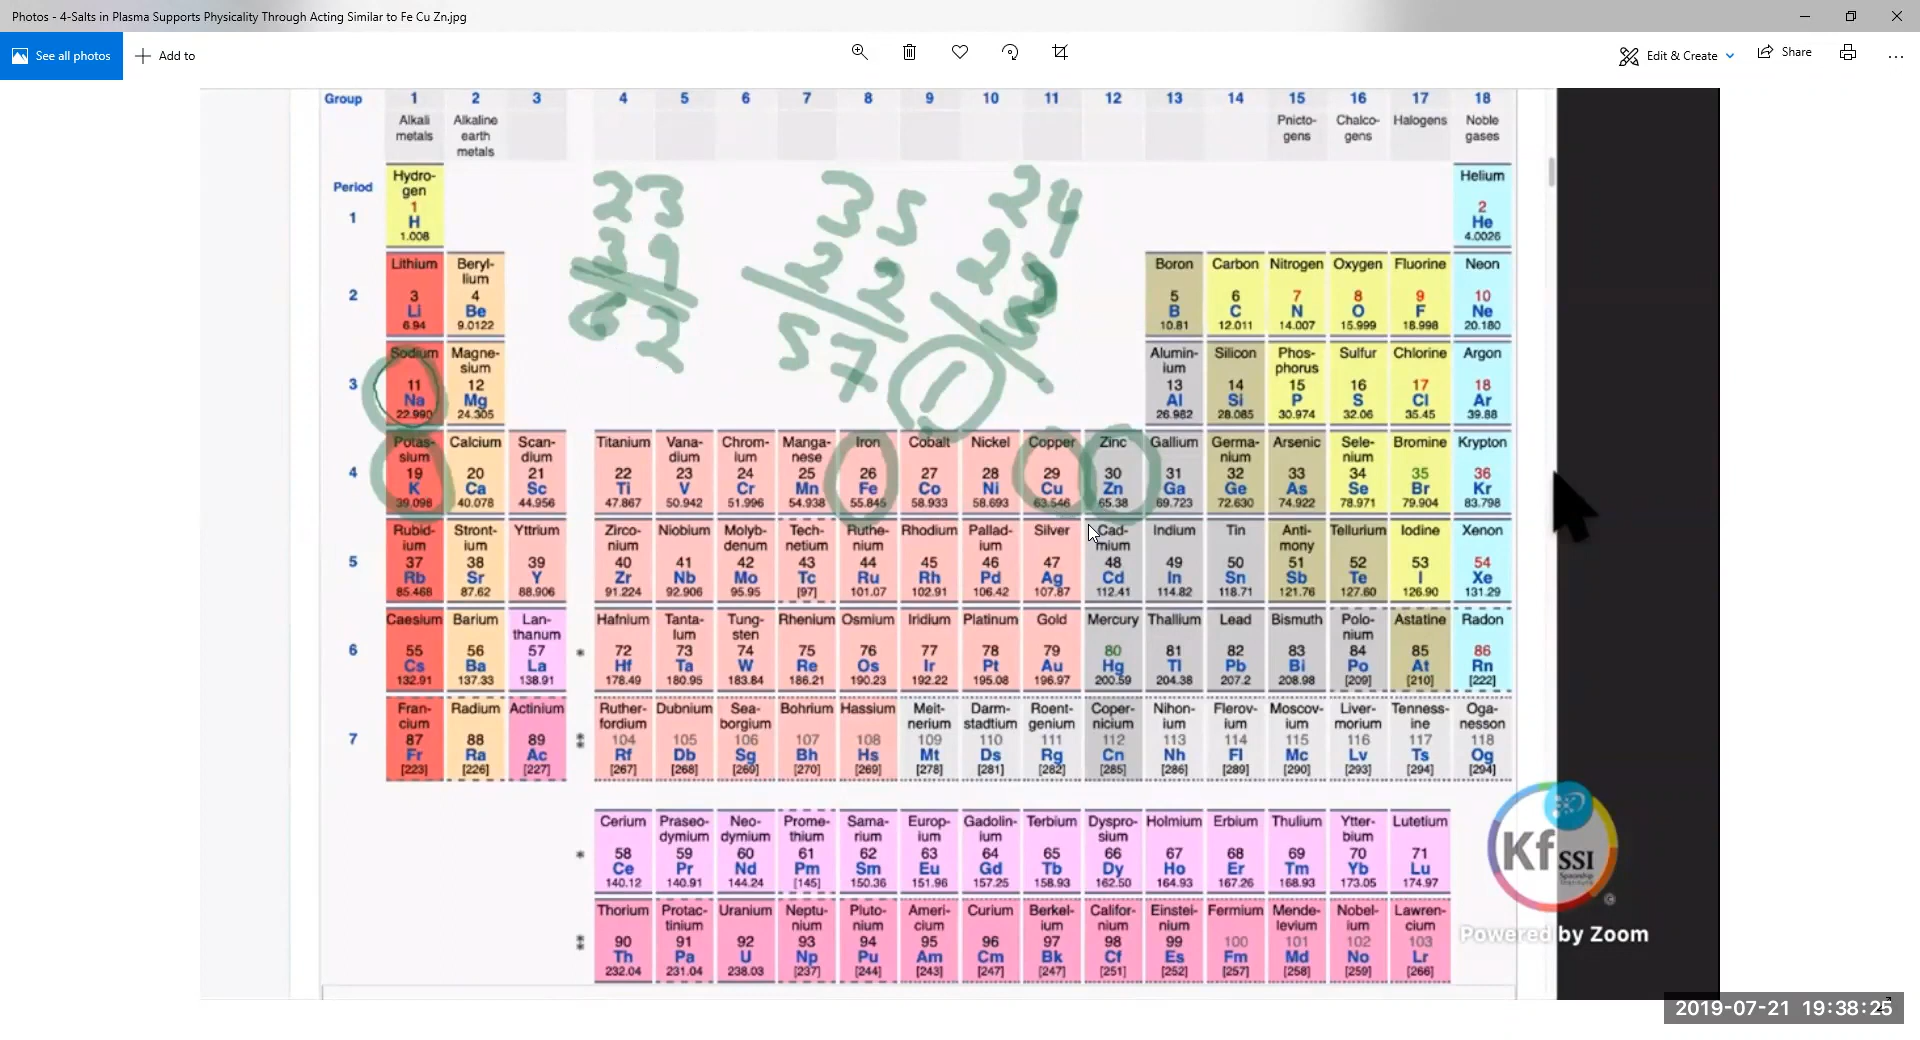 Photos - 4-Salts in Plasma Supports Physicality Through Acting Similar to Fe Cu Zn.jpg
See all photos
Add to
Edit & Create
Share
Group 1 2 3 4 5 6 7 8 9 10 11 12 13 14 15 16 17 18
Alkali Alkaline Pnicto- Chalco- Halogens Noble
metals earth gens gens gases
metals
Hydro- Helium
gen
Period 1 2
1 H He
1.008 4.0026
23 35 24
39 22 23
62 57 1
Lithium Beryl- Boron Carbon Nitrogen Oxygen Fluorine Neon
lium
2 3 4 5 6 7 8 9 10
Li Be B C N O F Ne
6.94 9.0122 10.81 12.011 14.007 15.999 18.998 20.180
Sodium Magne- Alumin- Silicon Phos- Sulfur Chlorine Argon
sium ium phorus
3 11 12 13 14 15 16 17 18
Na Mg Al Si P S Cl Ar
22.990 24.305 26.982 28.085 30.974 32.06 35.45 39.88
Potas- Calcium Scan- Titanium Vana- Chrom- Manga- Iron Cobalt Nickel Copper Zinc Gallium Germa- Arsenic Sele- Bromine Krypton
sium dium dium ium nese nium nium
4 19 20 21 22 23 24 25 26 27 28 29 30 31 32 33 34 35 36
K Ca Sc Ti V Cr Mn Fe Co Ni Cu Zn Ga Ge As Se Br Kr
39.098 40.078 44.956 47.867 50.942 51.996 54.938 55.845 58.933 58.693 63.546 65.38 69.723 72.630 74.922 78.971 79.904 83.798
Rubid- Stront- Yttrium Zirco- Niobium Molyb- Tech- Ruthe- Rhodium Pallad- Silver Cad- Indium Tin Anti- Tellurium Iodine Xenon
ium ium nium denum netium nium ium mium mony
5 37 38 39 40 41 42 43 44 45 46 47 48 49 50 51 52 53 54
Rb Sr Y Zr Nb Mo Tc Ru Rh Pd Ag Cd In Sn Sb Te I Xe
85.468 87.62 88.906 91.224 92.906 95.95 [97] 101.07 102.91 106.42 107.87 112.41 114.82 118.71 121.76 127.60 126.90 131.29
Caesium Barium Lan- Hafnium Tanta- Tung- Rhenium Osmium Iridium Platinum Gold Mercury Thallium Lead Bismuth Polo- Astatine Radon
thanum lum sten nium
6 55 56 57 * 72 73 74 75 76 77 78 79 80 81 82 83 84 85 86
Cs Ba La Hf Ta W Re Os Ir Pt Au Hg Tl Pb Bi Po At Rn
132.91 137.33 138.91 178.49 180.95 183.84 186.21 190.23 192.22 195.08 196.97 200.59 204.38 207.2 208.98 [209] [210] [222]
Fran- Radium Actinium Ruther- Dubnium Sea- Bohrium Hassium Meit- Darm- Roent- Coper- Nihon- Flerov- Moscov- Liver- Tenness- Oga-
cium fordium borgium nerium stadtium genium nicium ium ium ium morium ine nesson
7 87 88 89 ** 104 105 106 107 108 109 110 111 112 113 114 115 116 117 118
Fr Ra Ac Rf Db Sg Bh Hs Mt Ds Rg Cn Nh Fl Mc Lv Ts Og
[223] [226] [227] [267] [268] [269] [270] [269] [278] [281] [282] [285] [286] [289] [290] [293] [294] [294]
Cerium Praseo- Neo- Prome- Sama- Europ- Gadolin- Terbium Dyspro- Holmium Erbium Thulium Ytter- Lutetium
dymium dymium thium rium ium ium sium bium
* 58 59 60 61 62 63 64 65 66 67 68 69 70 71
Ce Pr Nd Pm Sm Eu Gd Tb Dy Ho Er Tm Yb Lu
140.12 140.91 144.24 [145] 150.36 151.96 157.25 158.93 162.50 164.93 167.26 168.93 173.05 174.97
Thorium Protac- Uranium Neptu- Pluto- Ameri- Curium Berkel- Califor- Einstei- Fermium Mende- Nobel- Lawren-
tinium nium nium cium ium nium nium levium ium cium
** 90 91 92 93 94 95 96 97 98 99 100 101 102 103
Th Pa U Np Pu Am Cm Bk Cf Es Fm Md No Lr
232.04 231.04 238.03 [237] [244] [243] [247] [247] [251] [252] [257] [258] [259] [266]
Kf SSI
©
Powered by Zoom
2019-07-21 19:38:25